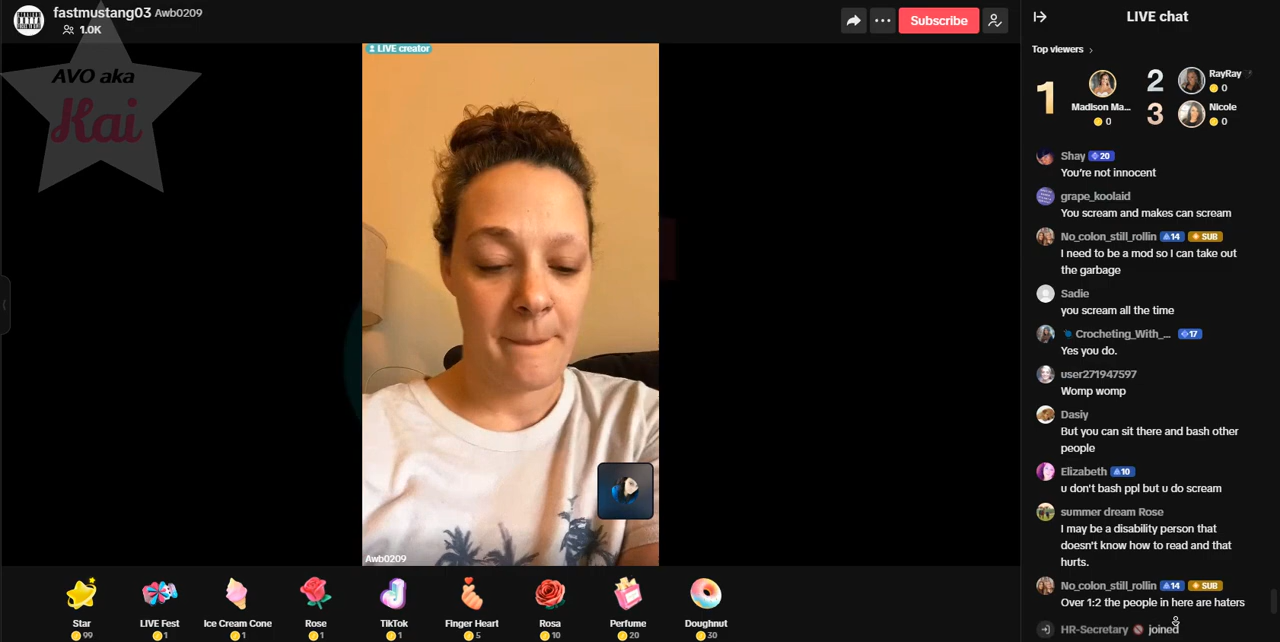 fastmustang03 Awb0209
1.0K
Subscribe
LIVE chat
AVO aka
Kai
LIVE creator
Awb0209
Top viewers
1
Madison Ma...
0
2
RayRay
0
3
Nicole
0
Shay 20
You're not innocent
grape_koolaid
You scream and makes can scream
No_colon_still_rollin 14 SUB
I need to be a mod so I can take out
the garbage
Sadie
you scream all the time
Crocheting_With_... 17
Yes you do.
user271947597
Womp womp
Dasiy
But you can sit there and bash other
people
Elizabeth 10
u don't bash ppl but u do scream
summer dream Rose
I may be a disability person that
doesn't know how to read and that
hurts.
No_colon_still_rollin 14 SUB
Over 1:2 the people in here are haters
HR-Secretary joined
Star
99
LIVE Fest
1
Ice Cream Cone
1
Rose
1
TikTok
1
Finger Heart
5
Rosa
10
Perfume
20
Doughnut
30